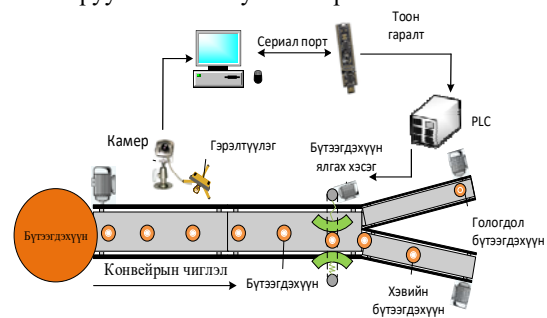 Сериал порт
Тоон
гаралт
PLC
Камер
Гэрэлтүүлэг
Бүтээгдэхүүн
ялгах хэсэг
Бүтээгдэхүүн
Гологдол
бүтээгдэхүүн
Конвейрын чиглэл
Бүтээгдэхүүн
Хэвийн
бүтээгдэхүүн